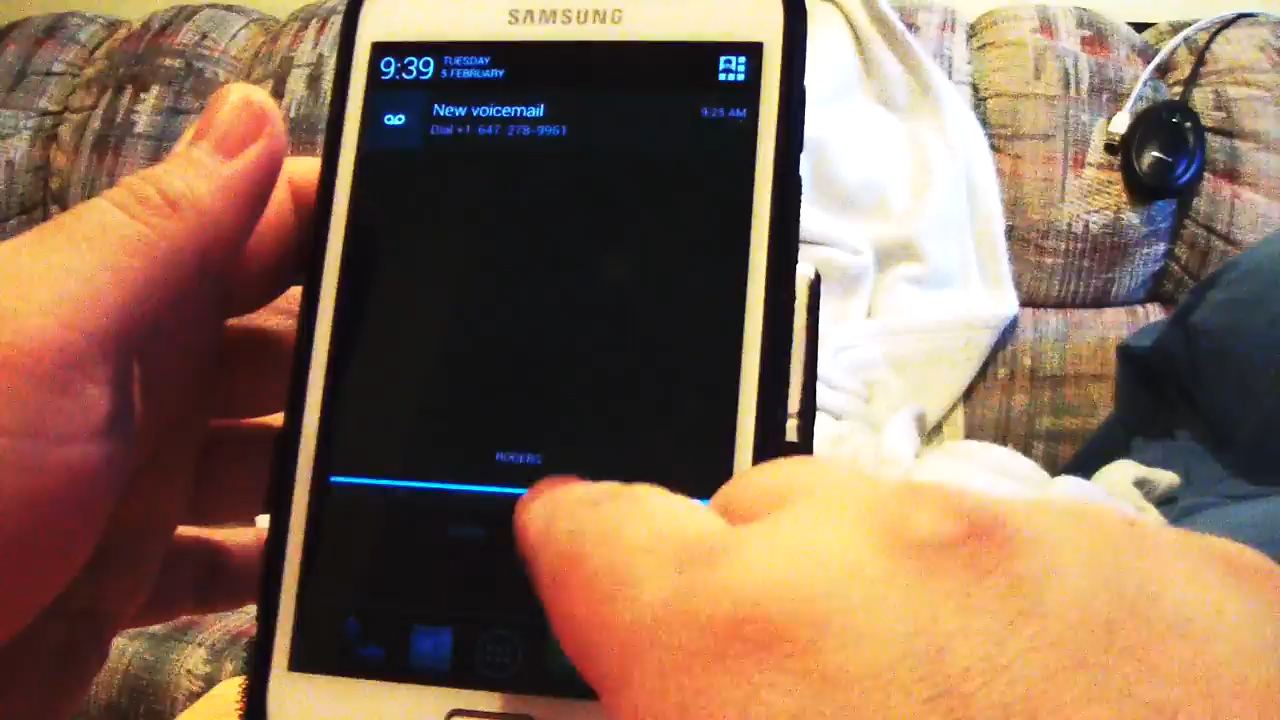 SAMSUNG
9:39
TUESDAY
5 FEBRUARY
New voicemail
9:25 AM
Dial +1 647 278-9961
ROGERS